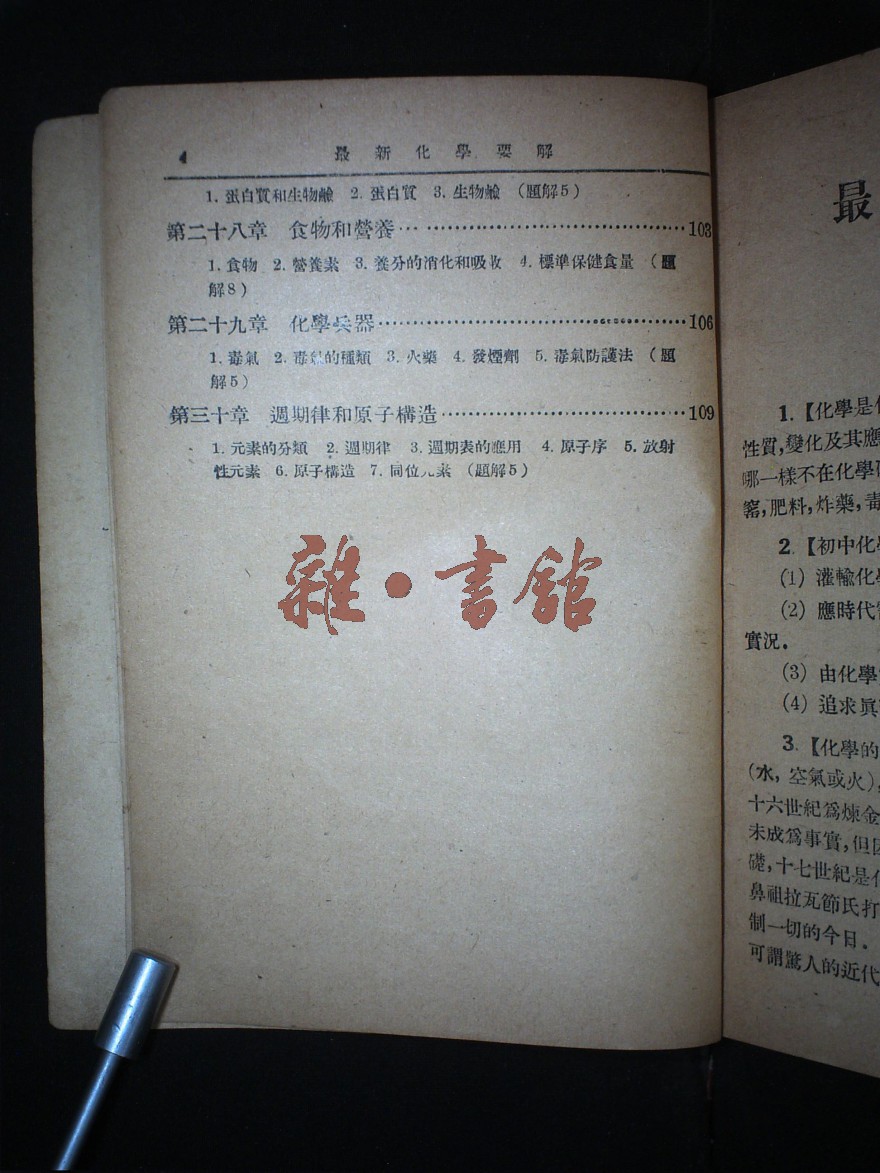 4 最新化學要解
1. 蛋白質和生物鹼 2. 蛋白質 3. 生物鹼 （題解5）
第二十八章 食物和營養……………………………103
1. 食物 2. 營養素 3. 養分的消化和吸收 4. 標準保健食量 （題
解8）
第二十九章 化學兵器……………………………106
1. 毒氣 2. 毒氣的種類 3. 火藥 4. 發煙劑 5. 毒氣防護法 （題
解5）
第三十章 週期律和原子構造……………………………109
1. 元素的分類 2. 週期律 3. 週期表的應用 4. 原子序 5. 放射
性元素 6. 原子構造 7. 同位元素 （題解5）
雜·書館
最
1.【化學是
性質,變化及其應
哪一樣不在化學
窰,肥料,炸藥,毒
2.【初中化
(1) 灌輸化
(2) 應時代
實況。
(3) 由化學
(4) 追求眞
3.【化學的
(水, 空氣或火),
十六世紀爲煉金
未成爲事實,但
礎,十七世紀是
鼻祖拉瓦節氏打
制一切的今日。
可謂驚人的近代